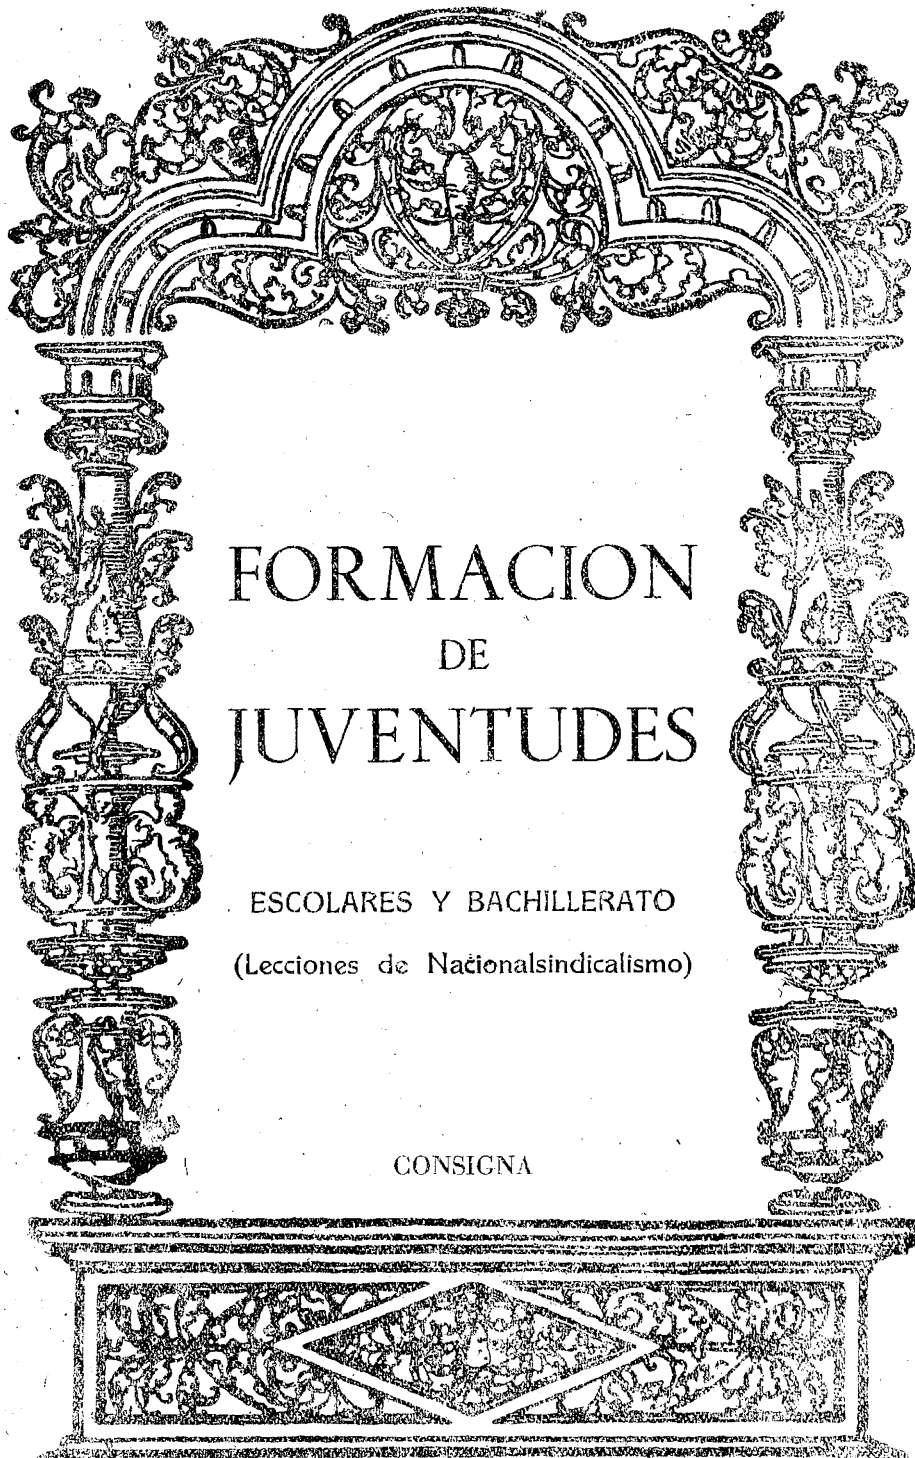 FORMACION
DE
JUVENTUDES
ESCOLARES Y BACHILLERATO
(Lecciones de Nacionalsindicalismo)
CONSIGNA